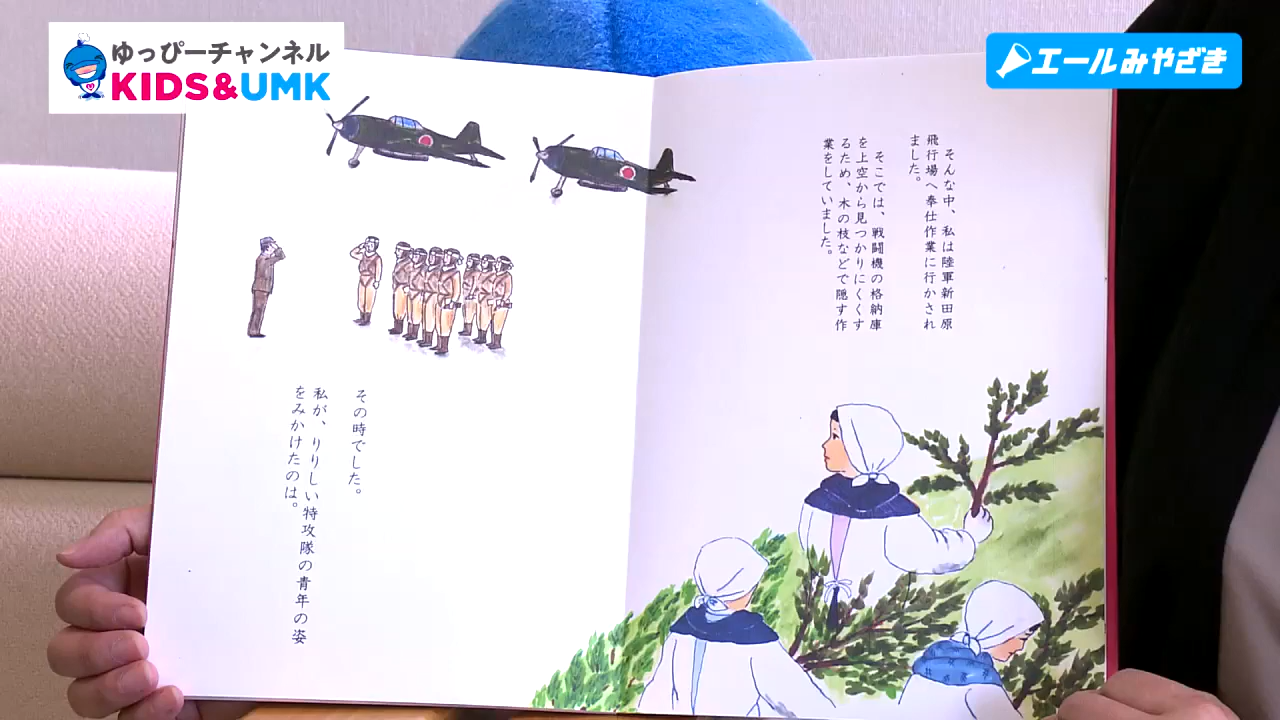 ゆっぴーチャンネル
KIDS&UMK
エールみやざき
そんな中、私は陸軍新田原
飛行場へ奉仕作業に行かされ
ました。
そこでは、戦闘機の格納庫
を上空から見つかりにくくす
るため、木の枝などで隠す作
業をしていました。
その時でした。
私が、りりしい特攻隊の青年の姿
をみかけたのは。